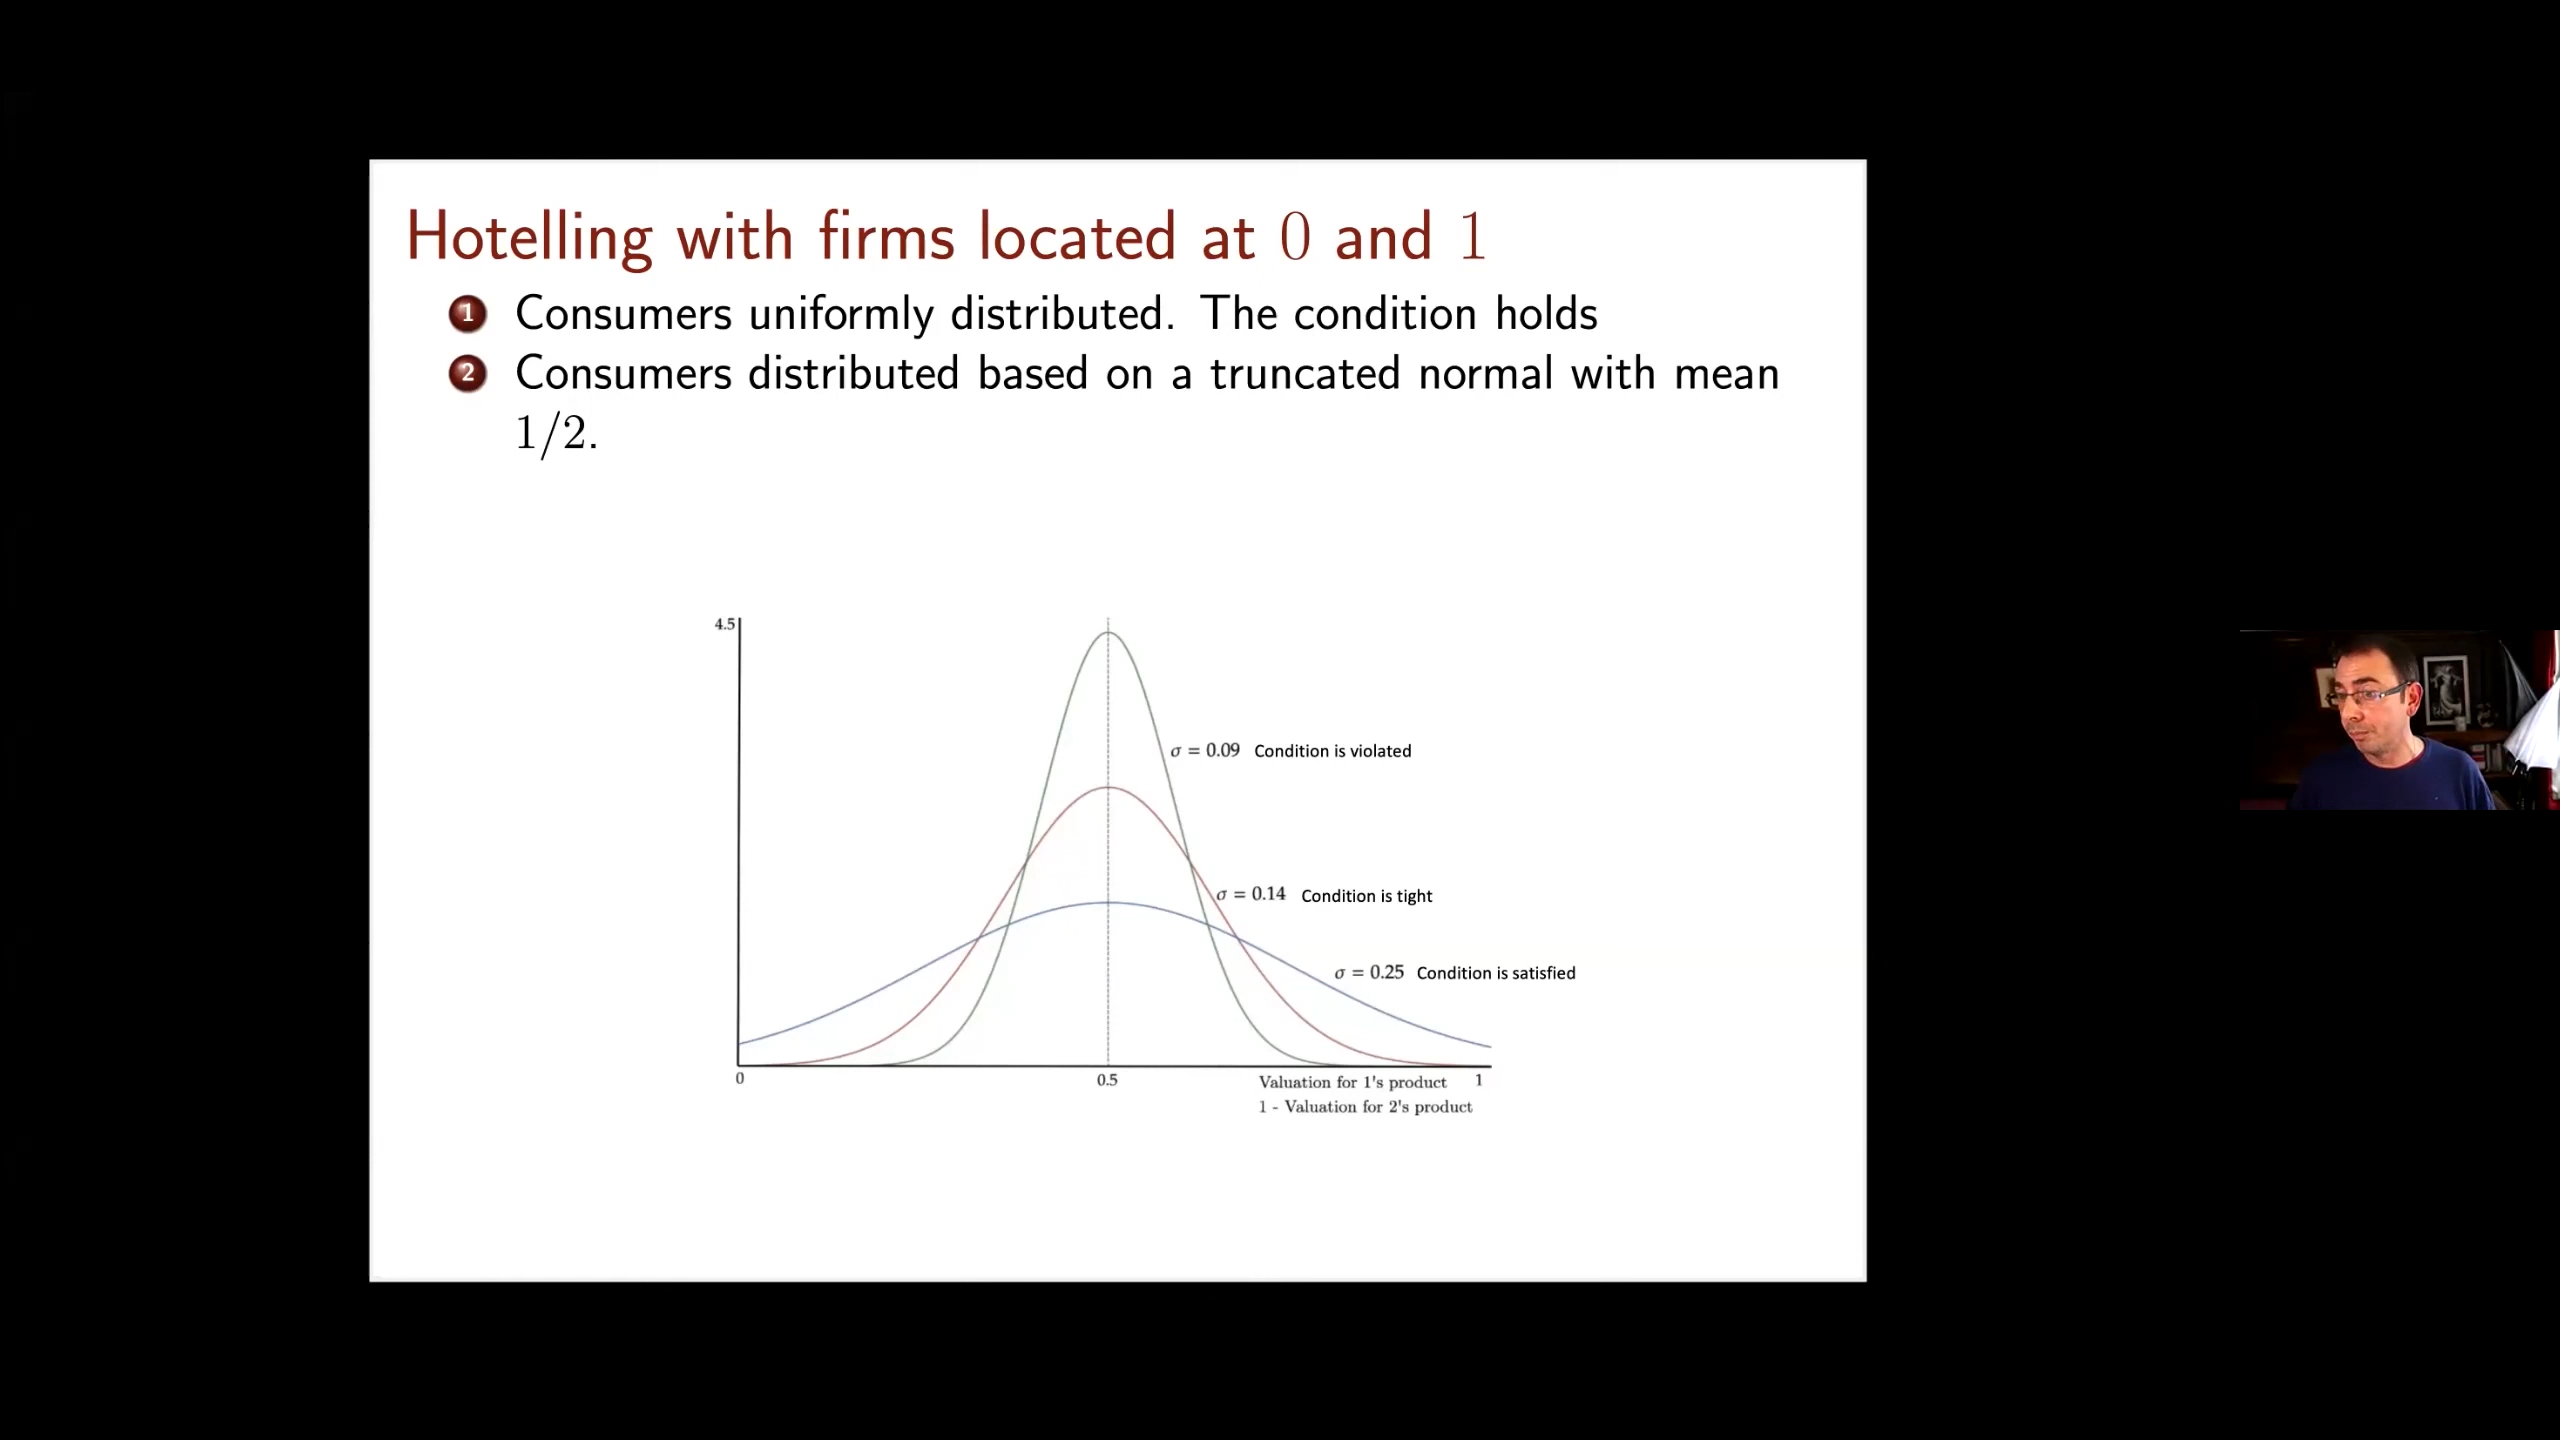 Hotelling with firms located at 0 and 1
1 Consumers uniformly distributed. The condition holds
2 Consumers distributed based on a truncated normal with mean
1/2.
4.5
σ = 0.09 Condition is violated
σ = 0.14 Condition is tight
σ = 0.25 Condition is satisfied
0 0.5 Valuation for 1's product 1
1 - Valuation for 2's product